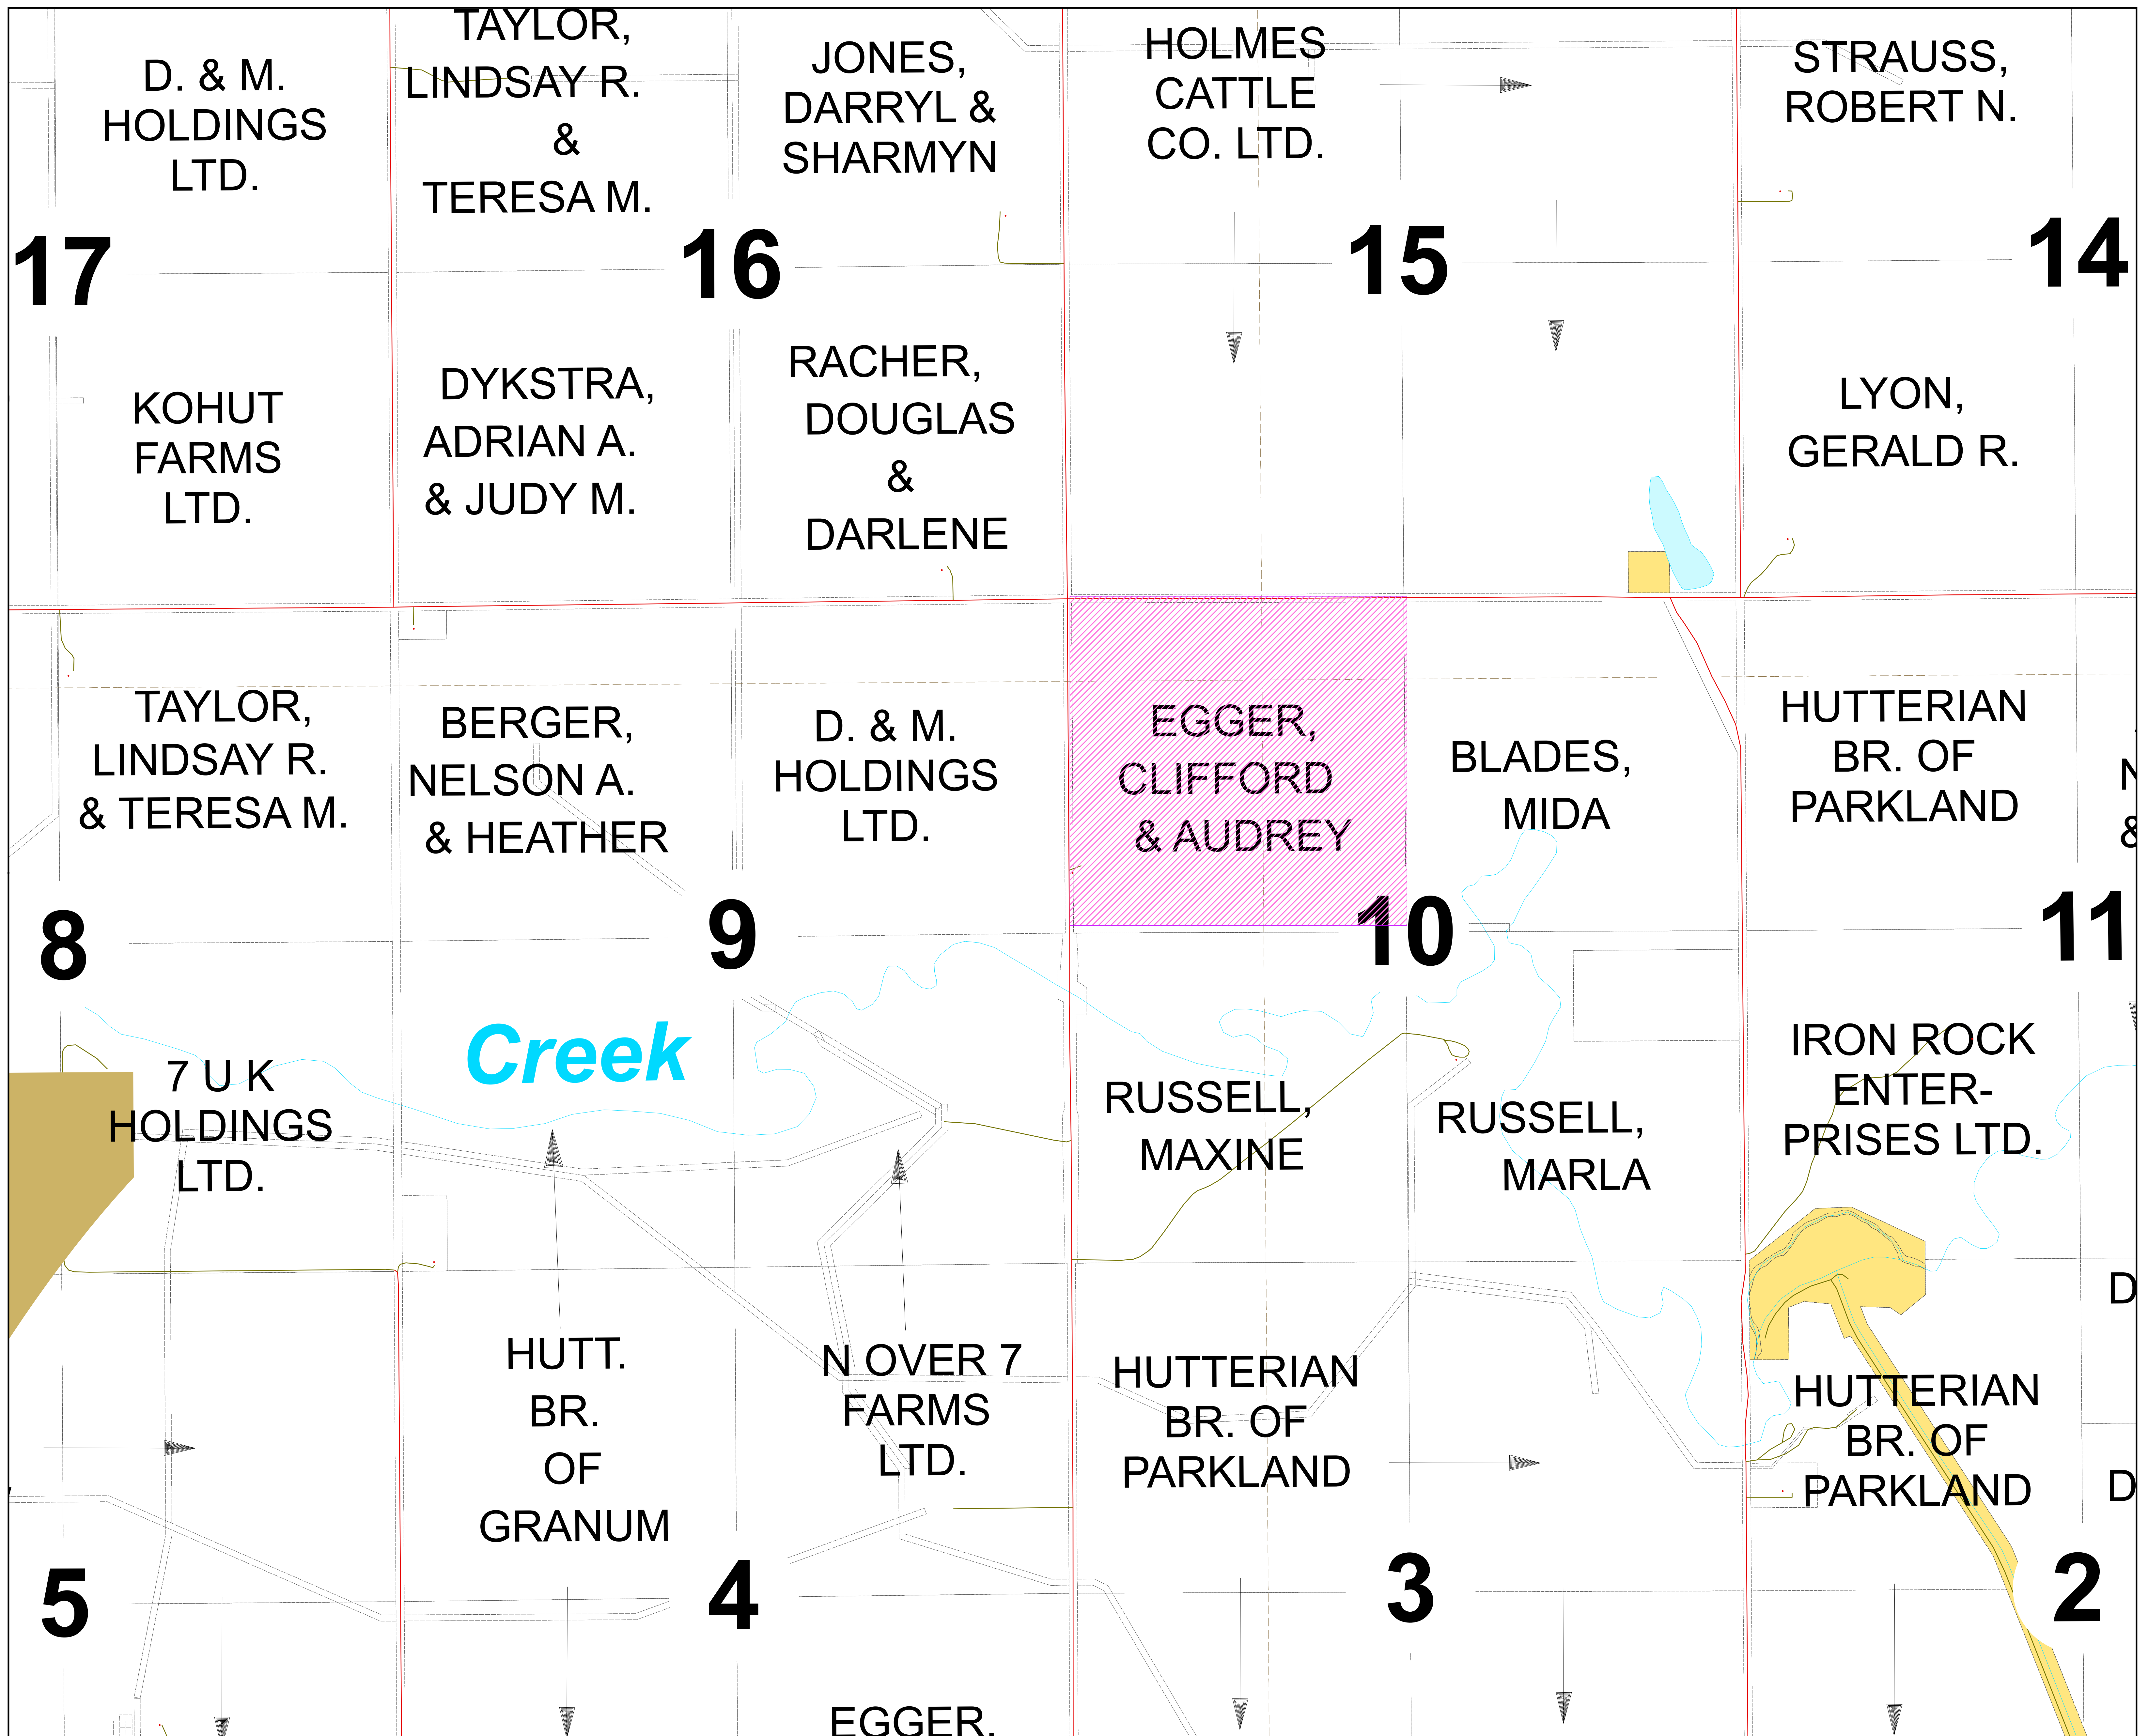 D. & M.
HOLDINGS
LTD.
TAYLOR,
LINDSAY R.
&
TERESA M.
JONES,
DARRYL &
SHARMYN
HOLMES
CATTLE
CO. LTD.
STRAUSS,
ROBERT N.
17
16
15
14
KOHUT
FARMS
LTD.
DYKSTRA,
ADRIAN A.
& JUDY M.
RACHER,
DOUGLAS
&
DARLENE
LYON,
GERALD R.
TAYLOR,
LINDSAY R.
& TERESA M.
BERGER,
NELSON A.
& HEATHER
D. & M.
HOLDINGS
LTD.
EGGER,
CLIFFORD
& AUDREY
BLADES,
MIDA
HUTTERIAN
BR. OF
PARKLAND
N
&
8
9
10
11
7 U K
HOLDINGS
LTD.
Creek
RUSSELL,
MAXINE
RUSSELL,
MARLA
IRON ROCK
ENTER-
PRISES LTD.
HUTT.
BR.
OF
GRANUM
N OVER 7
FARMS
LTD.
HUTTERIAN
BR. OF
PARKLAND
HUTTERIAN
BR. OF
PARKLAND
D
D
5
4
3
2
EGGER,